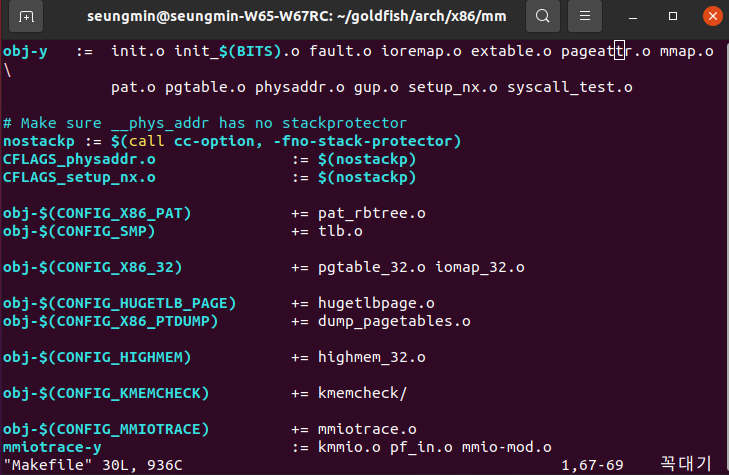 seungmin@seungmin-W65-W67RC: ~/goldfish/arch/x86/mm
obj-y   :=  init.o init_$(BITS).o fault.o ioremap.o extable.o pageattr.o mmap.o
\
            pat.o pgtable.o physaddr.o gup.o setup_nx.o syscall_test.o
# Make sure __phys_addr has no stackprotector
nostackp := $(call cc-option, -fno-stack-protector)
CFLAGS_physaddr.o               := $(nostackp)
CFLAGS_setup_nx.o               := $(nostackp)
obj-$(CONFIG_X86_PAT)           += pat_rbtree.o
obj-$(CONFIG_SMP)               += tlb.o
obj-$(CONFIG_X86_32)            += pgtable_32.o iomap_32.o
obj-$(CONFIG_HUGETLB_PAGE)      += hugetlbpage.o
obj-$(CONFIG_X86_PTDUMP)        += dump_pagetables.o
obj-$(CONFIG_HIGHMEM)           += highmem_32.o
obj-$(CONFIG_KMEMCHECK)         += kmemcheck/
obj-$(CONFIG_MMIOTRACE)         += mmiotrace.o
mmiotrace-y                     := kmmio.o pf_in.o mmio-mod.o
"Makefile" 30L, 936C                                          1,67-69    꼭대기